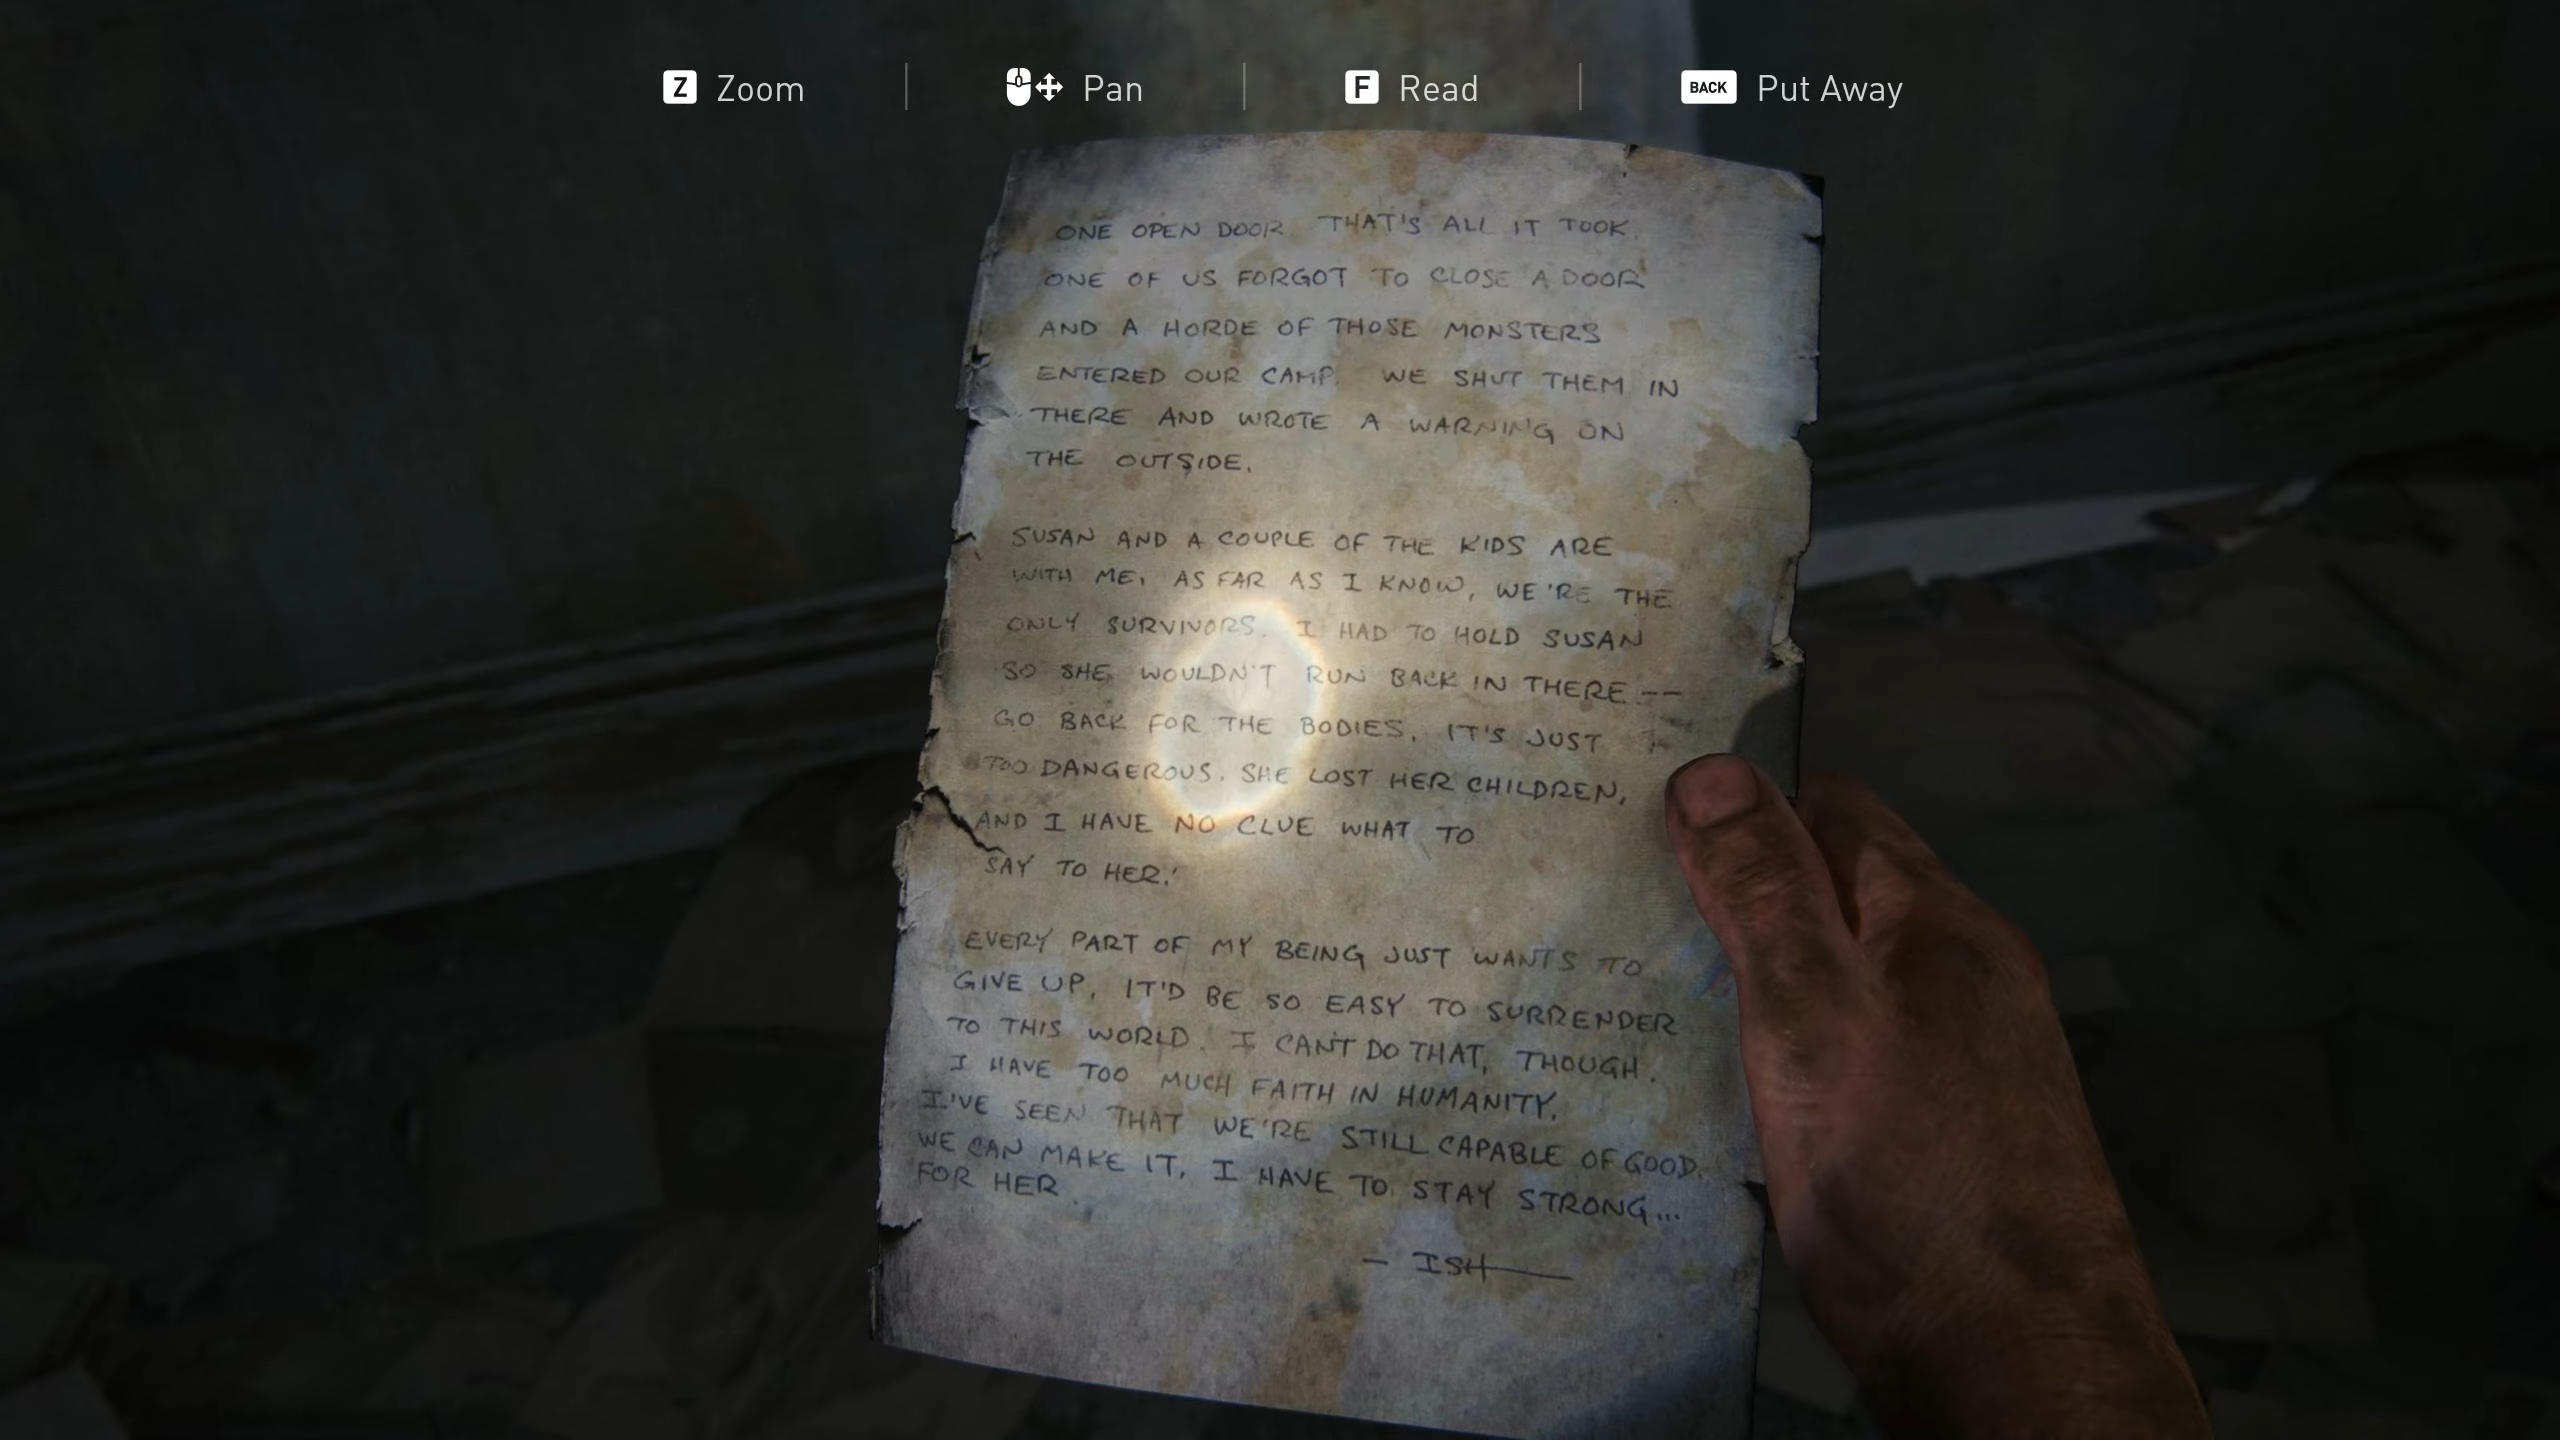 Z Zoom
Pan
F Read
BACK Put Away
ONE OPEN DOOR. THAT'S ALL IT TOOK.
ONE OF US FORGOT TO CLOSE A DOOR
AND A HORDE OF THOSE MONSTERS
ENTERED OUR CAMP. WE SHUT THEM IN
THERE AND WROTE A WARNING ON
THE OUTSIDE.
SUSAN AND A COUPLE OF THE KIDS ARE
WITH ME. AS FAR AS I KNOW, WE'RE THE
ONLY SURVIVORS. I HAD TO HOLD SUSAN
SO SHE WOULDN'T RUN BACK IN THERE --
GO BACK FOR THE BODIES. IT'S JUST
TOO DANGEROUS. SHE LOST HER CHILDREN,
AND I HAVE NO CLUE WHAT TO
SAY TO HER.
EVERY PART OF MY BEING JUST WANTS TO
GIVE UP. IT'D BE SO EASY TO SURRENDER
TO THIS WORLD. I CAN'T DO THAT, THOUGH.
I HAVE TOO MUCH FAITH IN HUMANITY.
I'VE SEEN THAT WE'RE STILL CAPABLE OF GOOD.
WE CAN MAKE IT. I HAVE TO STAY STRONG...
FOR HER.
- ISH